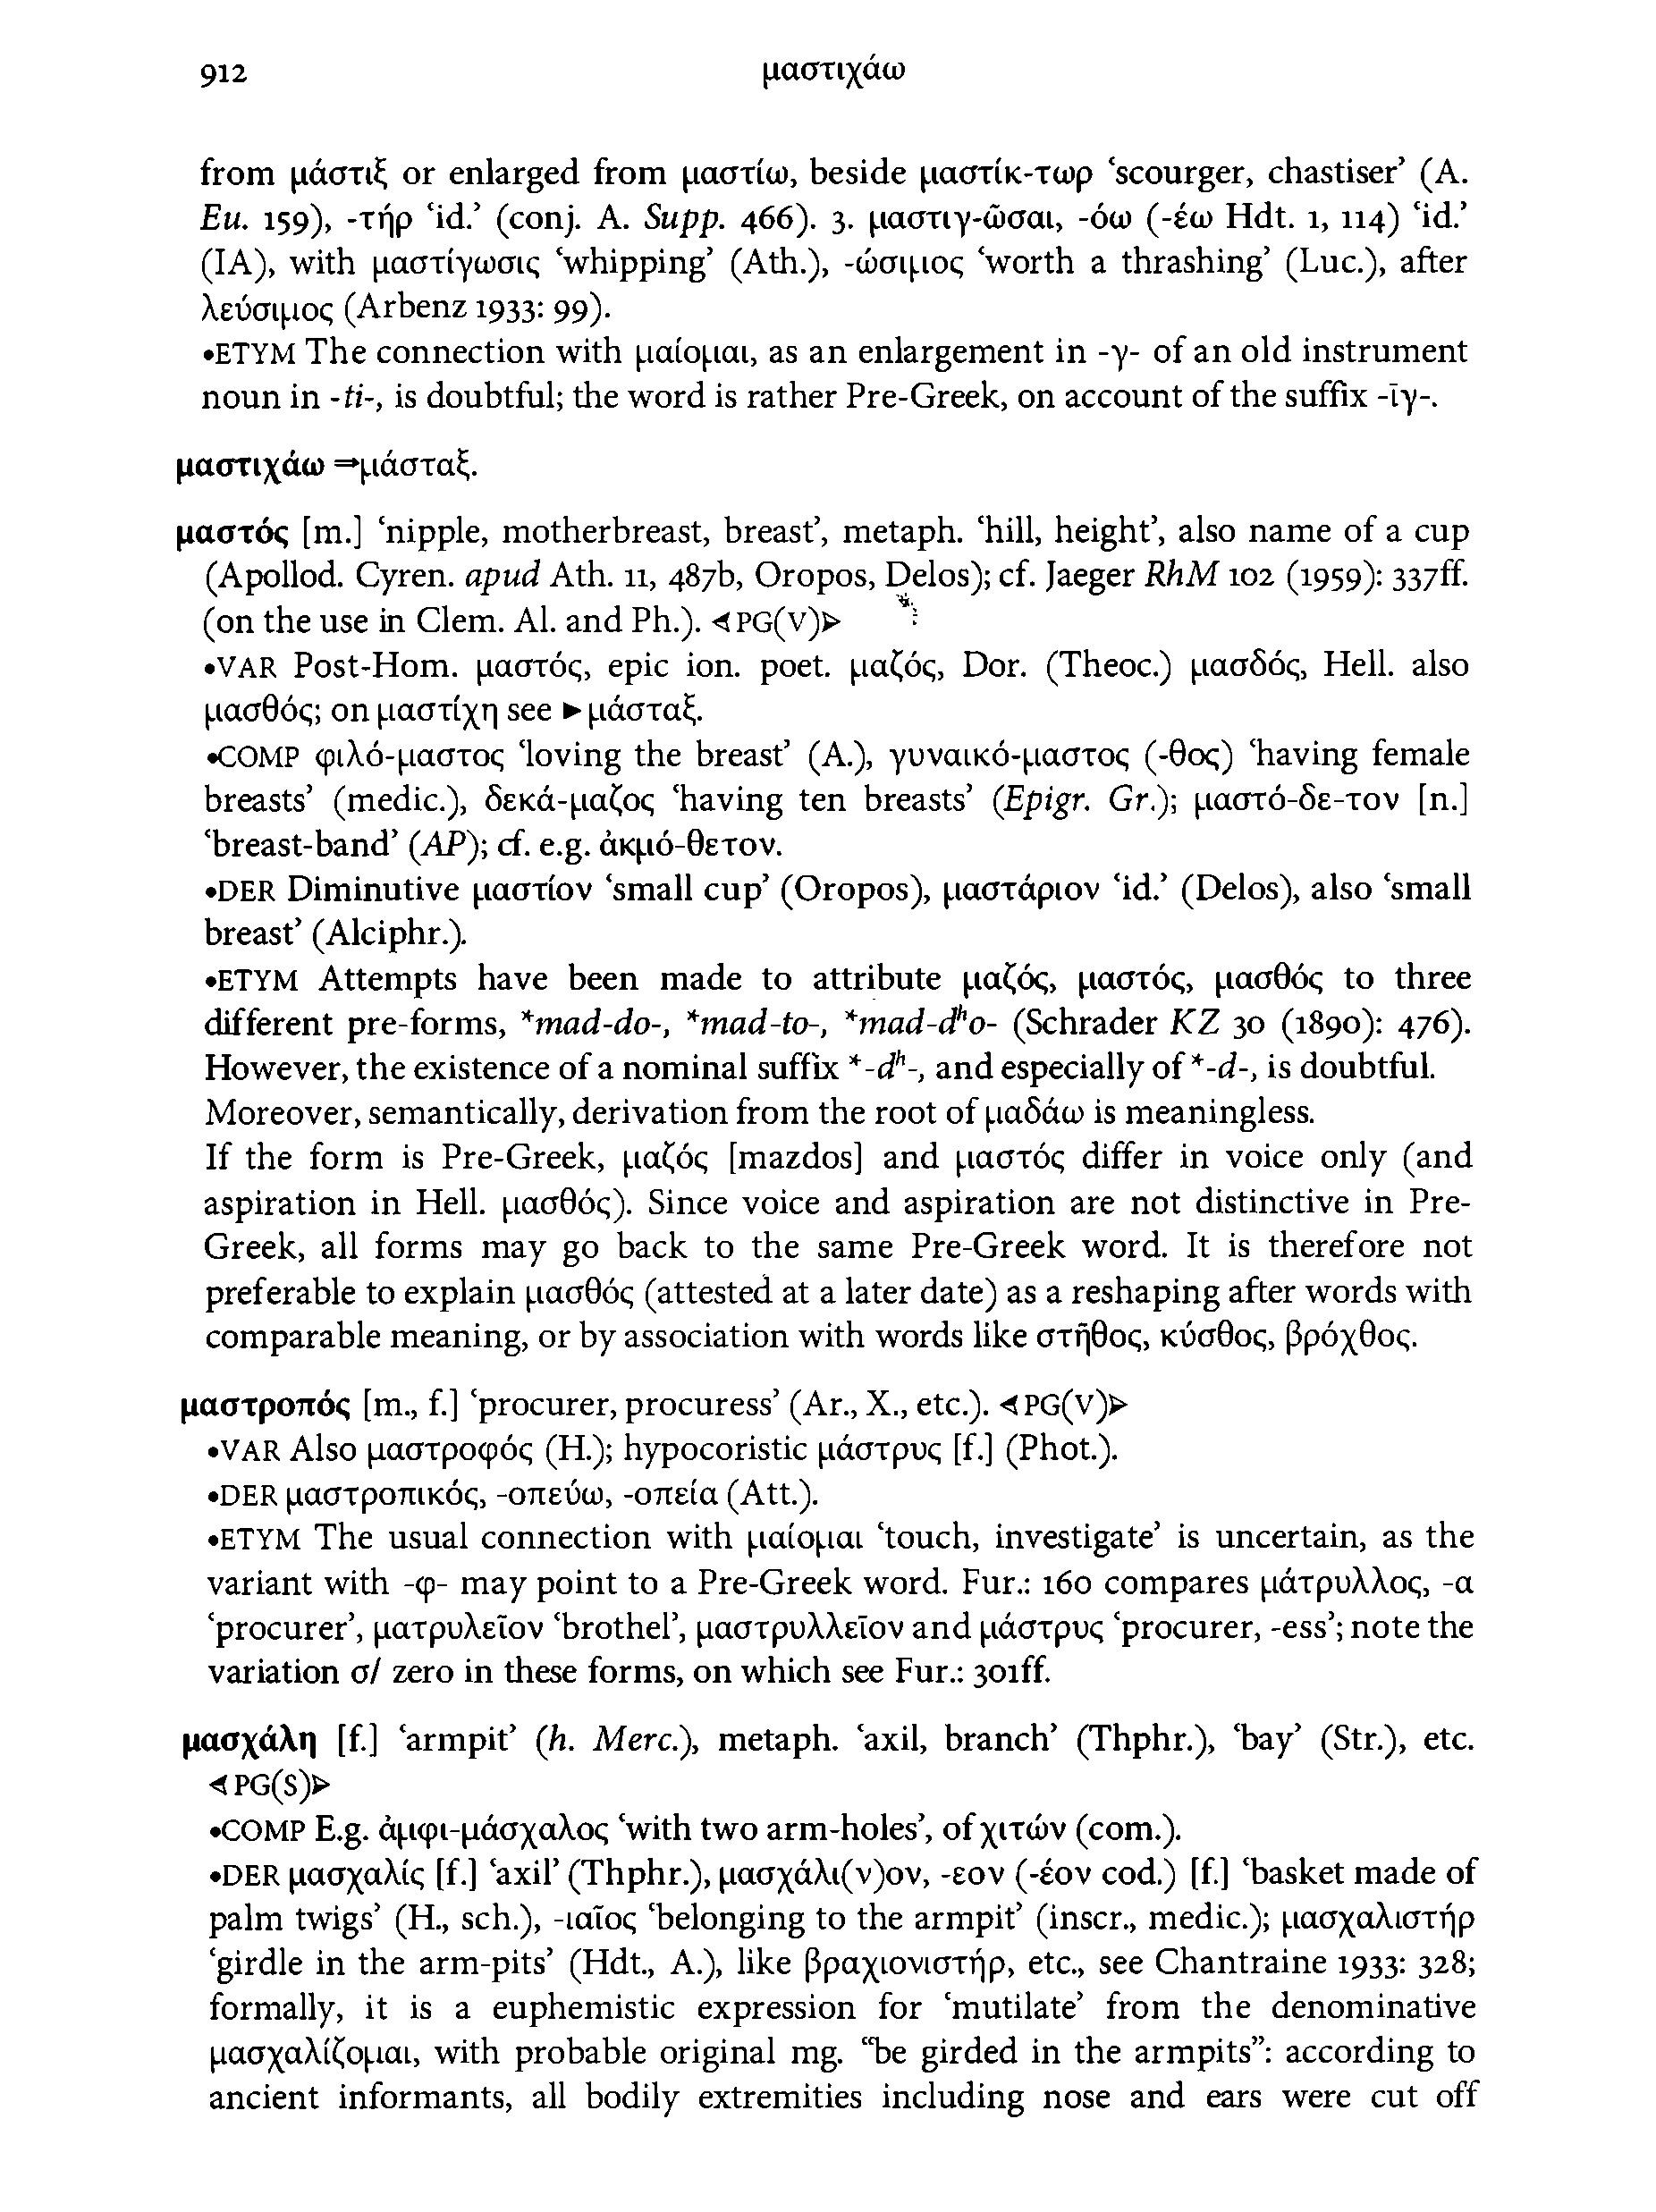 912 μαστιχάω
from μάστιξ or enlarged from μαστίω, beside μαστίκ-τωρ ‘scourger, chastiser’ (A.
Eu. 159), -τήρ ‘id.’ (conj. A. Supp. 466). 3. μαστιγ-ῶσαι, -όω (-έω Hdt. 1, 114) ‘id.’
(IA), with μαστίγωσις ‘whipping’ (Ath.), -ώσιμος ‘worth a thrashing’ (Luc.), after
λεύσιμος (Arbenz 1933: 99).
•ETYM The connection with μαίομαι, as an enlargement in -γ- of an old instrument
noun in -ti-, is doubtful; the word is rather Pre-Greek, on account of the suffix -ῑγ-.
μαστιχάω ⇒μάσταξ.
μαστός [m.] ‘nipple, motherbreast, breast’, metaph. ‘hill, height’, also name of a cup
(Apollod. Cyren. apud Ath. 11, 487b, Oropos, Delos); cf. Jaeger RhM 102 (1959): 337ff.
(on the use in Clem. Al. and Ph.). ◁PG(V)▷
•VAR Post-Hom. μαστός, epic ion. poet. μαζός, Dor. (Theoc.) μασδός, Hell. also
μασθός; on μαστίχη see ►μάσταξ.
•COMP φιλό-μαστος ‘loving the breast’ (A.), γυναικό-μαστος (-θος) ‘having female
breasts’ (medic.), δεκά-μαζος ‘having ten breasts’ (Epigr. Gr.); μαστό-δε-τον [n.]
‘breast-band’ (AP); cf. e.g. ἀκμό-θετον.
•DER Diminutive μαστίον ‘small cup’ (Oropos), μαστάριον ‘id.’ (Delos), also ‘small
breast’ (Alciphr.).
•ETYM Attempts have been made to attribute μαζός, μαστός, μασθός to three
different pre-forms, *mad-do-, *mad-to-, *mad-dʰo- (Schrader KZ 30 (1890): 476).
However, the existence of a nominal suffix *-dʰ-, and especially of *-d-, is doubtful.
Moreover, semantically, derivation from the root of μαδάω is meaningless.
If the form is Pre-Greek, μαζός [mazdos] and μαστός differ in voice only (and
aspiration in Hell. μασθός). Since voice and aspiration are not distinctive in Pre-
Greek, all forms may go back to the same Pre-Greek word. It is therefore not
preferable to explain μασθός (attested at a later date) as a reshaping after words with
comparable meaning, or by association with words like στῆθος, κύσθος, βρόχθος.
μαστροπός [m., f.] ‘procurer, procuress’ (Ar., X., etc.). ◁PG(V)▷
•VAR Also μαστροφός (H.); hypocoristic μάστρυς [f.] (Phot.).
•DER μαστροπικός, -οπεύω, -οπεία (Att.).
•ETYM The usual connection with μαίομαι ‘touch, investigate’ is uncertain, as the
variant with -φ- may point to a Pre-Greek word. Fur.: 160 compares μάτρυλλος, -α
‘procurer’, ματρυλεῖον ‘brothel’, μαστρυλλεῖον and μάστρυς ‘procurer, -ess’; note the
variation σ/ zero in these forms, on which see Fur.: 301ff.
μασχάλη [f.] ‘armpit’ (h. Merc.), metaph. ‘axil, branch’ (Thphr.), ‘bay’ (Str.), etc.
◁PG(S)▷
•COMP E.g. ἀμφι-μάσχαλος ‘with two arm-holes’, of χιτών (com.).
•DER μασχαλίς [f.] ‘axil’ (Thphr.), μασχάλι(ν)ον, -εον (-έον cod.) [f.] ‘basket made of
palm twigs’ (H., sch.), -ιαῖος ‘belonging to the armpit’ (inscr., medic.); μασχαλιστήρ
‘girdle in the arm-pits’ (Hdt., A.), like βραχιονιστήρ, etc., see Chantraine 1933: 328;
formally, it is a euphemistic expression for ‘mutilate’ from the denominative
μασχαλίζομαι, with probable original mg. “be girded in the armpits”: according to
ancient informants, all bodily extremities including nose and ears were cut off